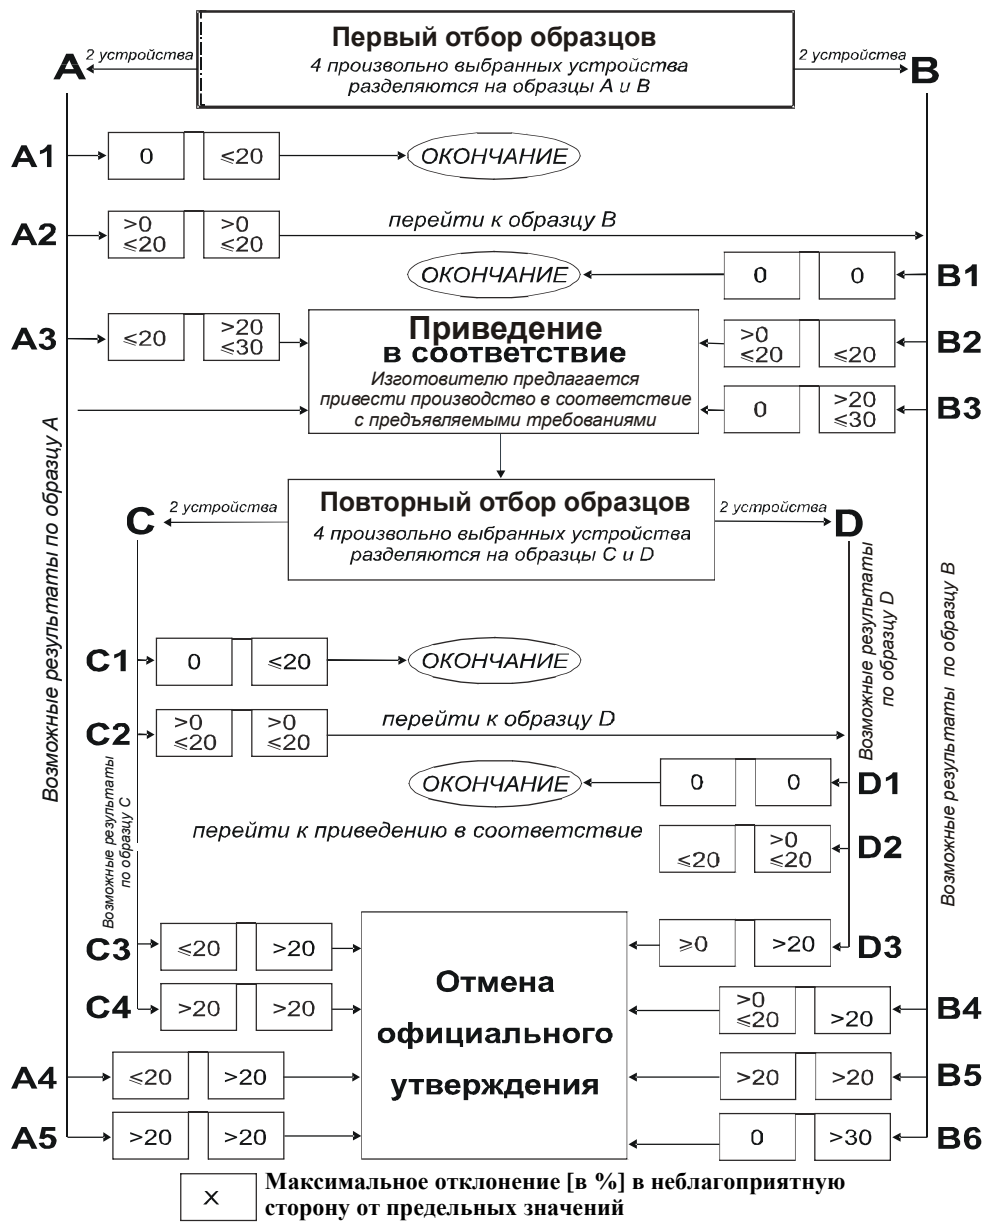 Первый отбор образцов
4 произвольно выбранных устройства
разделяются на образцы А и В
A
2 устройства
2 устройства
B
A1
0
≤20
ОКОНЧАНИЕ
A2
>0
≤20
>0
≤20
перейти к образцу В
ОКОНЧАНИЕ
0
0
B1
A3
≤20
>20
≤30
Приведение
в соответствие
Изготовителю предлагается
привести производство в соответствие
с предъявляемыми требованиями
>0
≤20
≤20
B2
0
>20
≤30
B3
Возможные результаты по образцу А
Повторный отбор образцов
4 произвольно выбранных устройства
разделяются на образцы С и D
C
2 устройства
2 устройства
D
Возможные результаты
по образцу D
Возможные результаты по образцу В
C1
0
≤20
ОКОНЧАНИЕ
C2
>0
≤20
>0
≤20
перейти к образцу D
ОКОНЧАНИЕ
0
0
D1
Возможные результаты
по образцу С
перейти к приведению в соответствие
≤20
>0
≤20
D2
C3
≤20
>20
Отмена
официального
утверждения
≥0
>20
D3
C4
>20
>20
>0
≤20
>20
B4
A4
≤20
>20
>20
>20
B5
A5
>20
>20
0
>30
B6
X
Максимальное отклонение [в %] в неблагоприятную
сторону от предельных значений